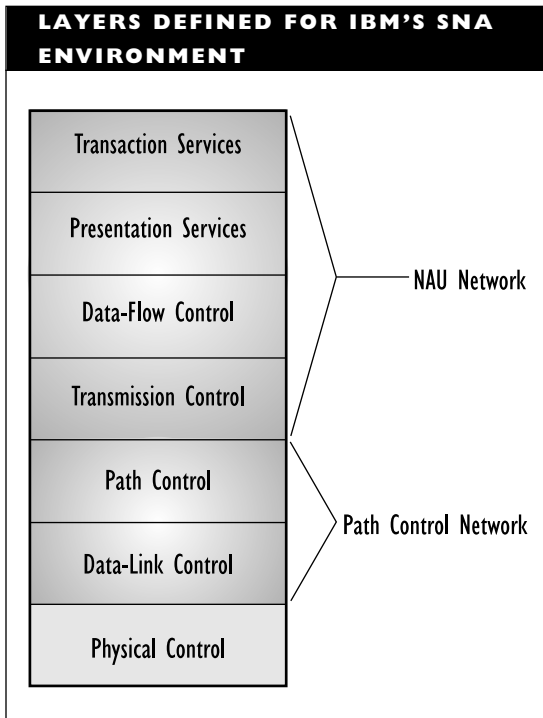 LAYERS DEFINED FOR IBM'S SNA
ENVIRONMENT
Transaction Services
Presentation Services
Data-Flow Control
Transmission Control
Path Control
Data-Link Control
Physical Control
NAU Network
Path Control Network